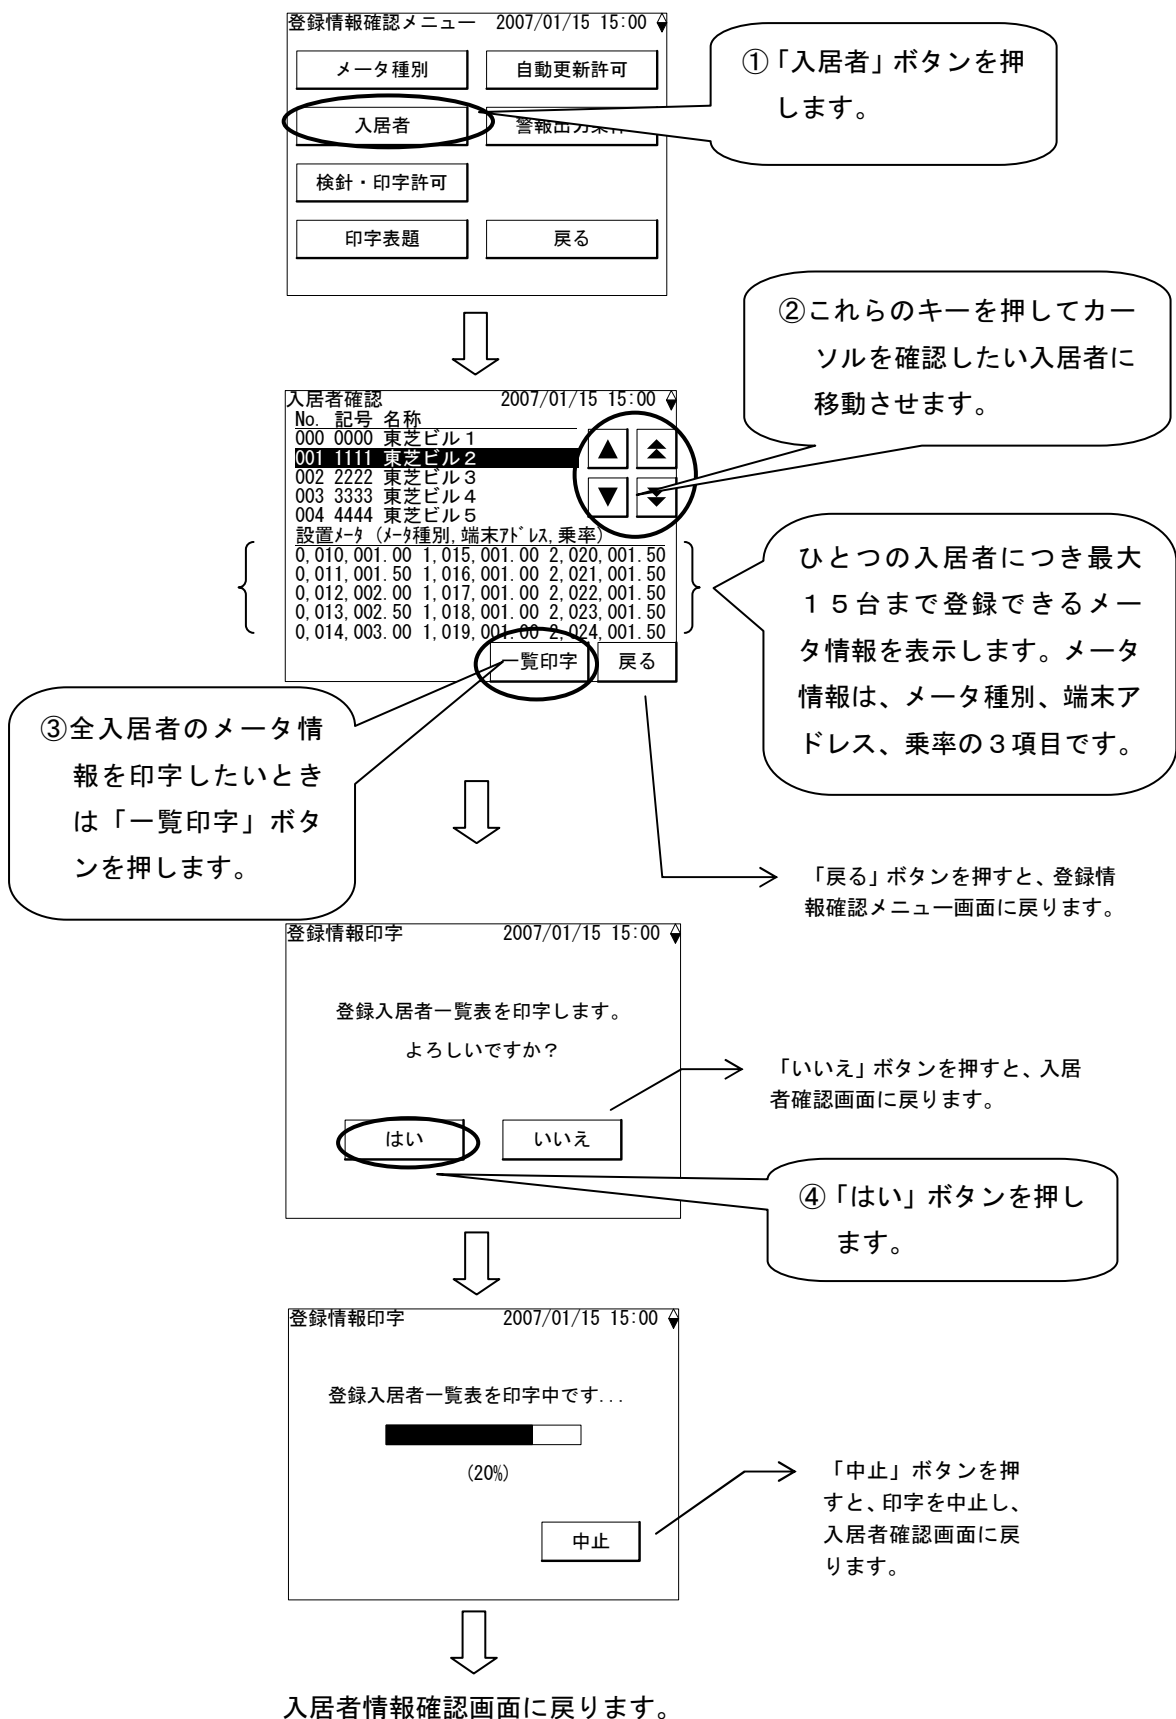 登録情報確認メニュー 2007/01/15 15:00
メータ種別 自動更新許可
入居者
検針・印字許可
印字表題 戻る
①「入居者」ボタンを押
します。
②これらのキーを押してカー
ソルを確認したい入居者に
移動させます。
入居者確認 2007/01/15 15:00
No. 記号 名称
000 0000 東芝ビル1
001 1111 東芝ビル2
002 2222 東芝ビル3
003 3333 東芝ビル4
004 4444 東芝ビル5
▲
▼
設置ﾒｰﾀ (ﾒｰﾀ種別,端末ｱﾄﾞﾚｽ,乗率)
0,010,001.00 1,015,001.00 2,020,001.50
0,011,001.50 1,016,001.00 2,021,001.50
0,012,002.00 1,017,001.00 2,022,001.50
0,013,002.50 1,018,001.00 2,023,001.50
0,014,003.00 1,019,001.00 2,024,001.50
一覧印字 戻る
ひとつの入居者につき最大
15台まで登録できるメー
タ情報を表示します。メータ
情報は、メータ種別、端末ア
ドレス、乗率の3項目です。
③全入居者のメータ情
報を印字したいとき
は「一覧印字」ボタ
ンを押します。
「戻る」ボタンを押すと、登録情
報確認メニュー画面に戻ります。
登録情報印字 2007/01/15 15:00
登録入居者一覧表を印字します。
よろしいですか?
はい いいえ
「いいえ」ボタンを押すと、入居
者確認画面に戻ります。
④「はい」ボタンを押し
ます。
登録情報印字 2007/01/15 15:00
登録入居者一覧表を印字中です...
(20%)
中止
「中止」ボタンを押
すと、印字を中止し、
入居者確認画面に戻
ります。
入居者情報確認画面に戻ります。